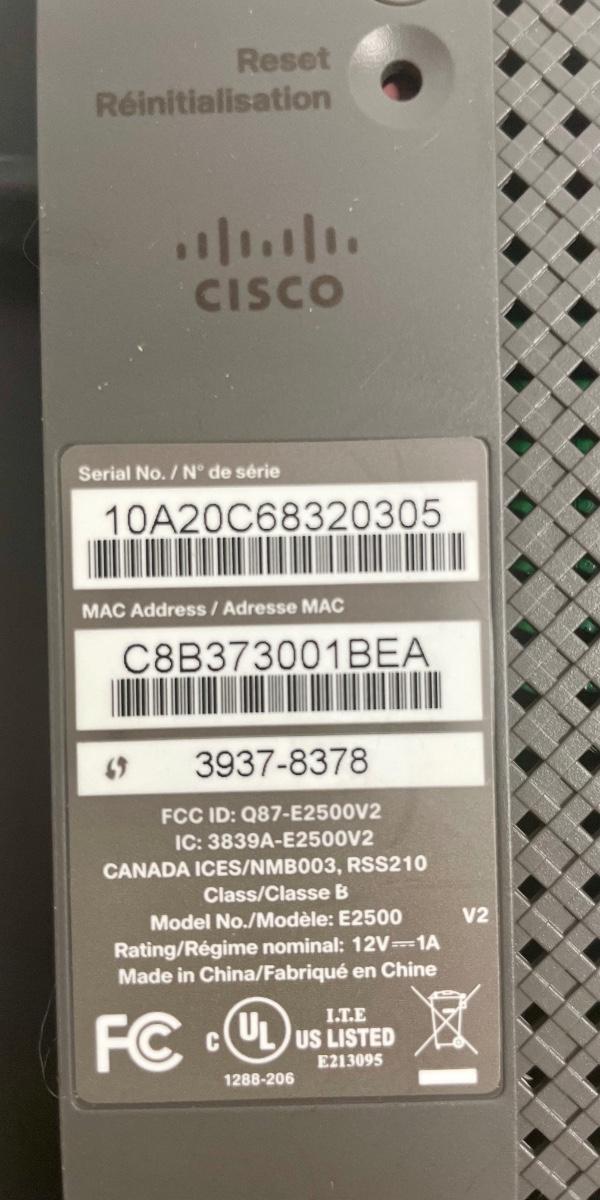 Reset
Réinitialisation
CISCO
Serial No. / N° de série
10A20C68320305
MAC Address / Adresse MAC
C8B373001BEA
3937-8378
FCC ID: Q87-E2500V2
IC: 3839A-E2500V2
CANADA ICES/NMB003, RSS210
Class/Classe B
Model No./Modèle: E2500 V2
Rating/Régime nominal: 12V⎓1A
Made in China/Fabriqué en Chine
FC C UL US LISTED
I.T.E
E213095
1288-206